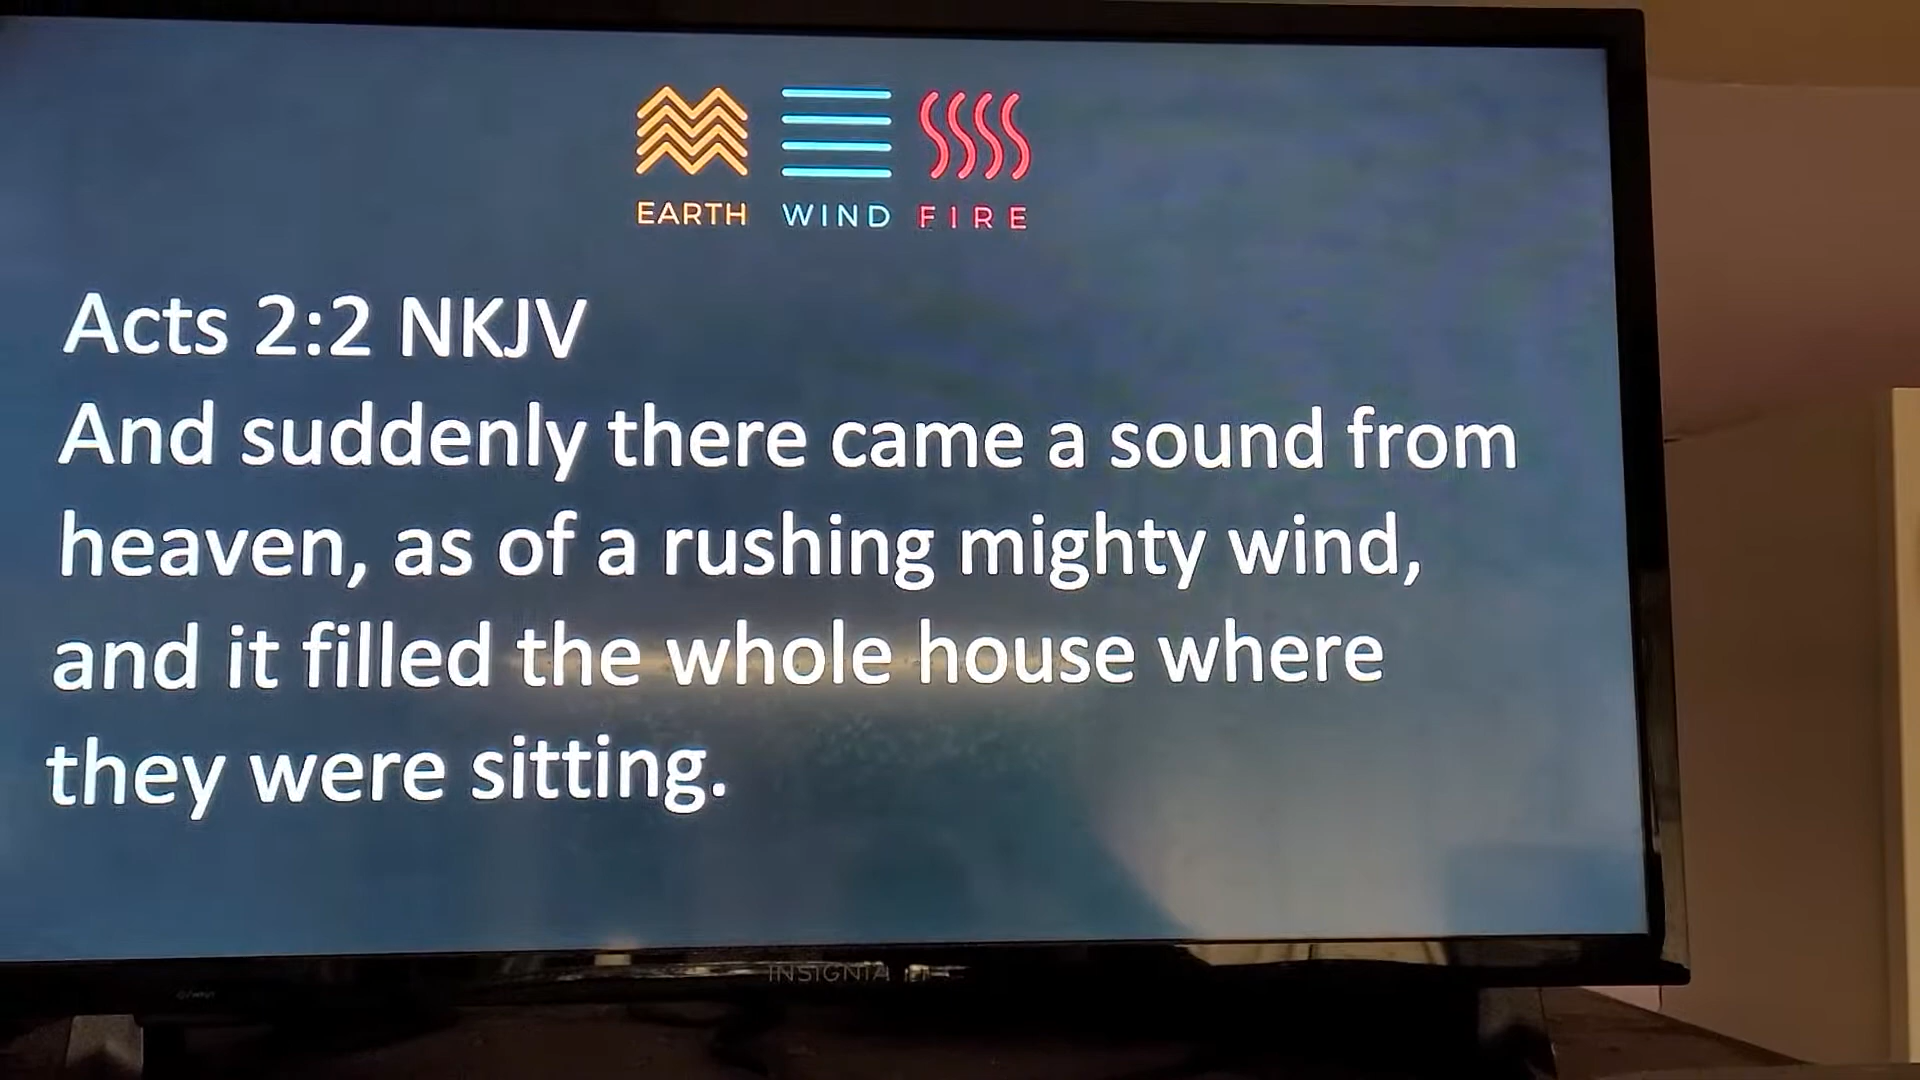 EARTH WIND FIRE
Acts 2:2 NKJV
And suddenly there came a sound from
heaven, as of a rushing mighty wind,
and it filled the whole house where
they were sitting.
INSIGNIA